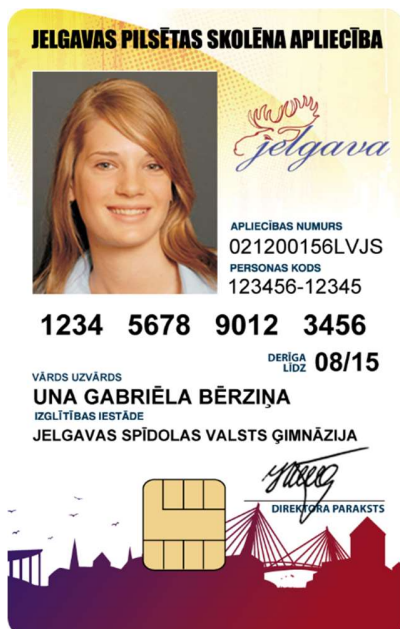 JELGAVAS PILSĒTAS SKOLĒNA APLIECĪBA
jelgava
APLIECĪBAS NUMURS
021200156LVJS
PERSONAS KODS
123456-12345
1234 5678 9012 3456
DERĪGA
LĪDZ 08/15
VĀRDS UZVĀRDS
UNA GABRIĒLA BĒRZIŅA
IZGLĪTĪBAS IESTĀDE
JELGAVAS SPĪDOLAS VALSTS ĢIMNĀZIJA
DIREKTORA PARAKSTS